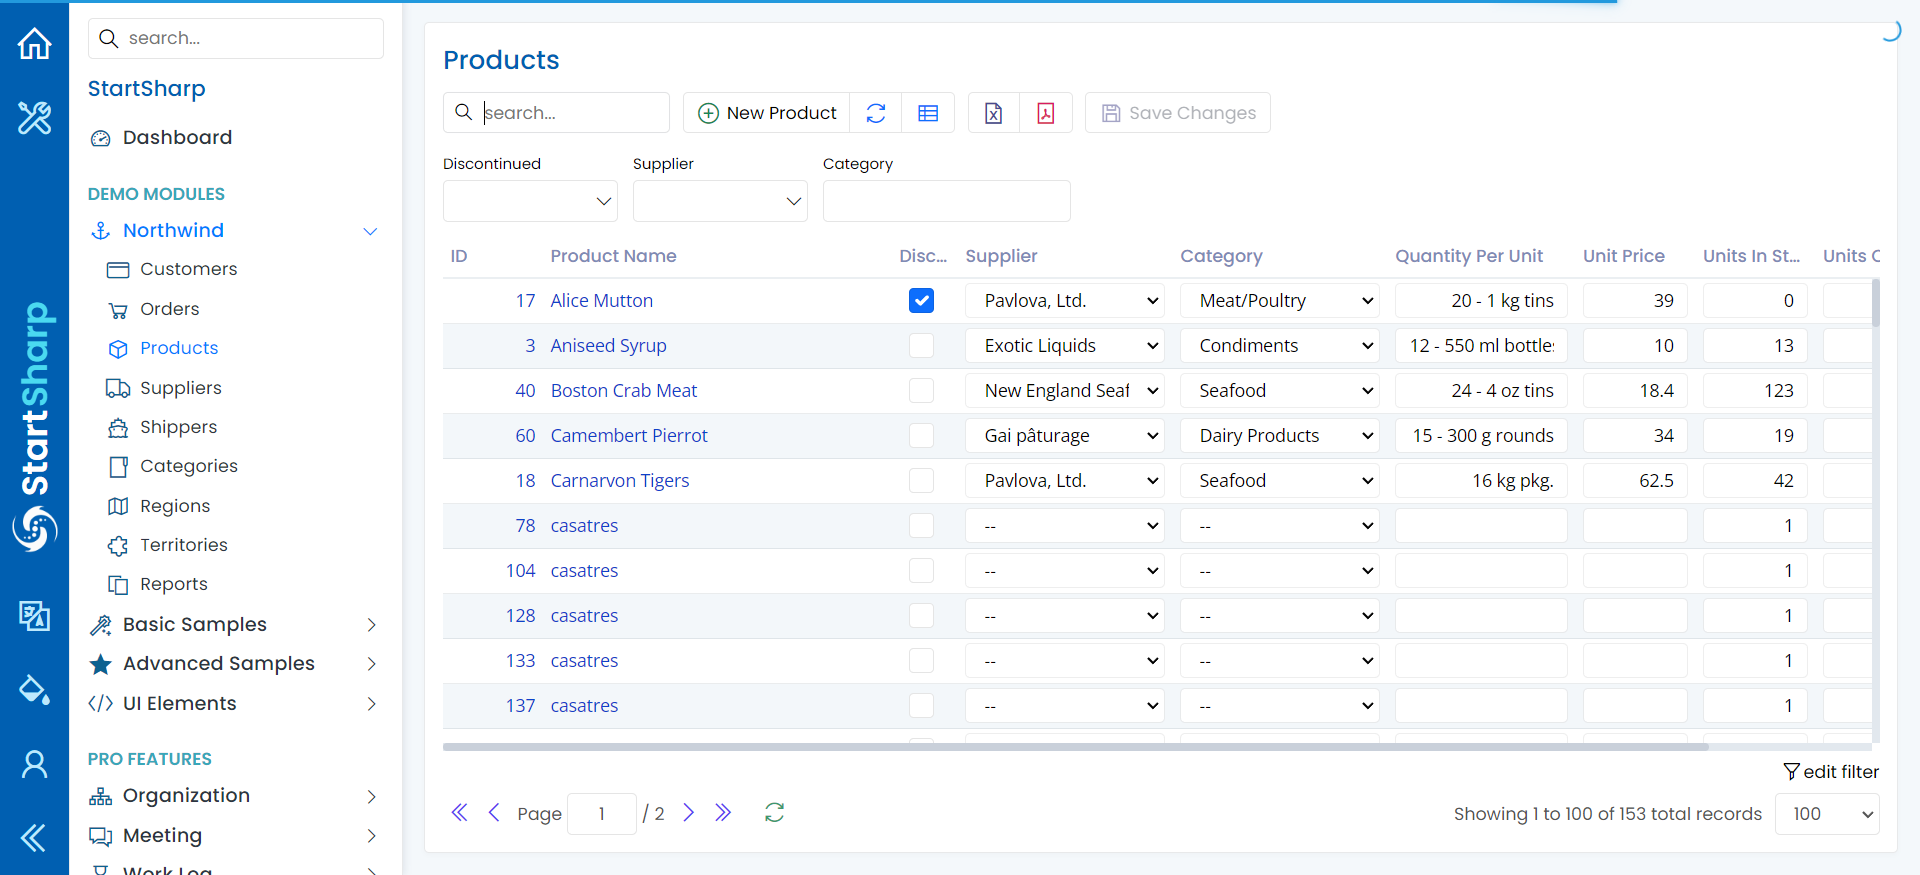 search...
StartSharp
Dashboard
DEMO MODULES
Northwind
Customers
Orders
Products
Suppliers
Shippers
Categories
Regions
Territories
Reports
Basic Samples
Advanced Samples
UI Elements
PRO FEATURES
Organization
Meeting
Work Log
StartSharp
Products
search...
New Product
Save Changes
Discontinued Supplier Category
ID Product Name Disc... Supplier Category Quantity Per Unit Unit Price Units In St... Units
17 Alice Mutton Pavlova, Ltd. Meat/Poultry 20 - 1 kg tins 39 0
3 Aniseed Syrup Exotic Liquids Condiments 12 - 550 ml bottles 10 13
40 Boston Crab Meat New England Seaf Seafood 24 - 4 oz tins 18.4 123
60 Camembert Pierrot Gai pâturage Dairy Products 15 - 300 g rounds 34 19
18 Carnarvon Tigers Pavlova, Ltd. Seafood 16 kg pkg. 62.5 42
78 casatres -- -- 1
104 casatres -- -- 1
128 casatres -- -- 1
133 casatres -- -- 1
137 casatres -- -- 1
edit filter
Page 1 / 2
Showing 1 to 100 of 153 total records 100